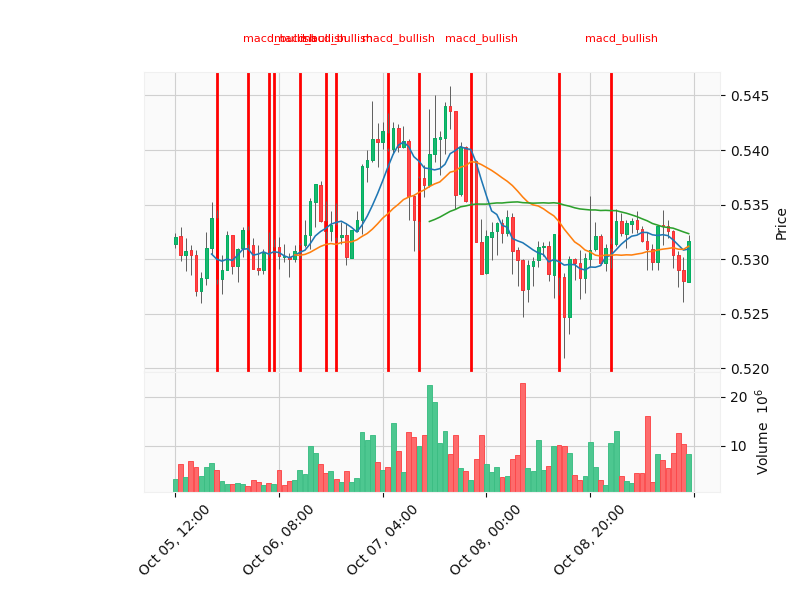 macd_bullish macd_bullish macd_bullish macd_bullish macd_bullish
0.545
0.540
0.535
0.530
0.525
0.520
Price
20
10
Volume 10⁶
Oct 05, 12:00
Oct 06, 08:00
Oct 07, 04:00
Oct 08, 00:00
Oct 08, 20:00